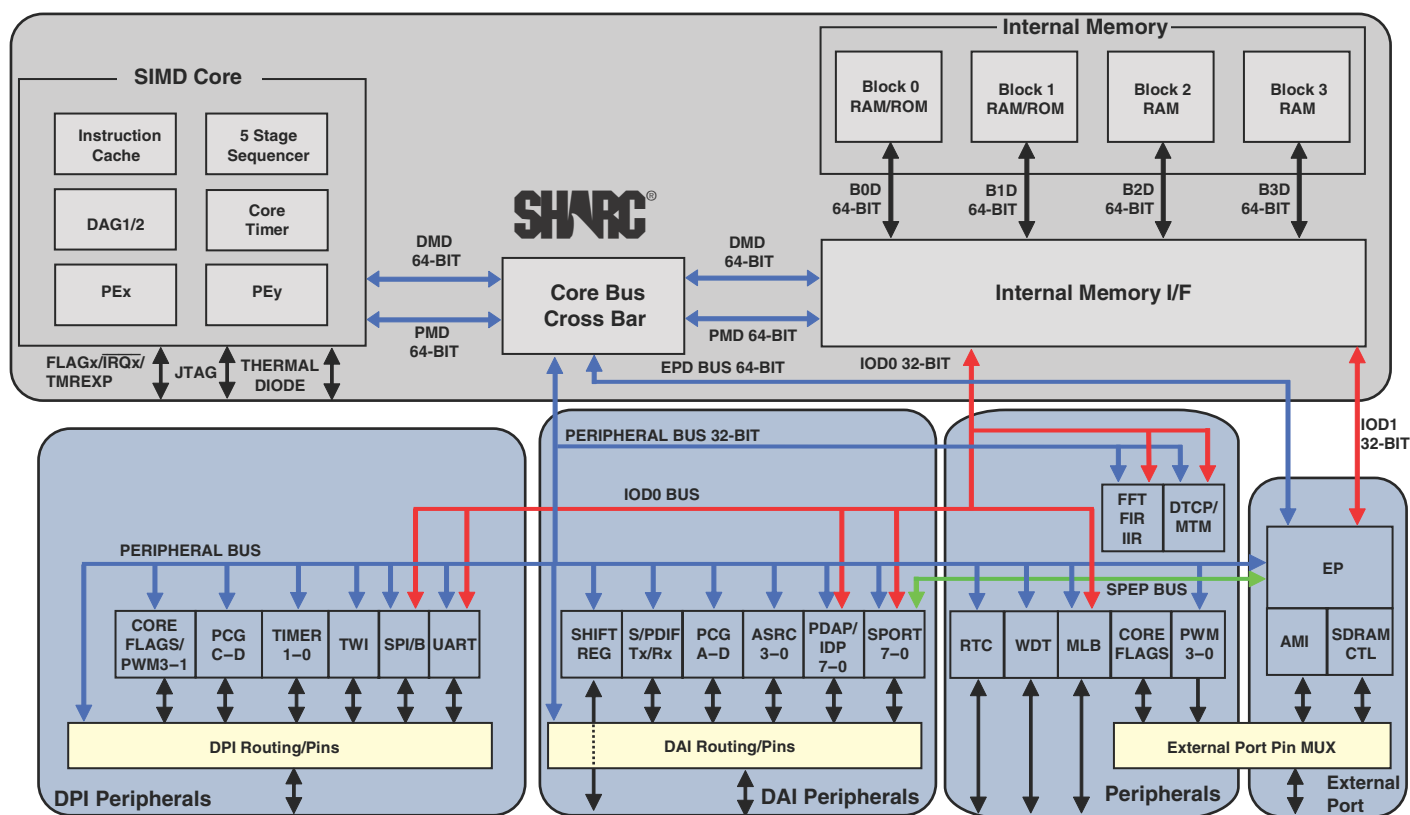 Internal Memory
SIMD Core
Block 0
RAM/ROM
Block 1
RAM/ROM
Block 2
RAM
Block 3
RAM
Instruction
Cache
5 Stage
Sequencer
DAG1/2
Core
Timer
PEx
PEy
B0D
64-BIT
B1D
64-BIT
B2D
64-BIT
B3D
64-BIT
SHARC®
DMD
64-BIT
DMD
64-BIT
Core Bus
Cross Bar
Internal Memory I/F
PMD
64-BIT
PMD 64-BIT
FLAGx/IRQx/
TMREXP
JTAG
THERMAL
DIODE
EPD BUS 64-BIT
IOD0 32-BIT
IOD1
32-BIT
PERIPHERAL BUS 32-BIT
IOD0 BUS
FFT
FIR
IIR
DTCP/
MTM
PERIPHERAL BUS
EP
SPEP BUS
CORE
FLAGS/
PWM3–1
PCG
C–D
TIMER
1–0
TWI
SPI/B
UART
SHIFT
REG
S/PDIF
Tx/Rx
PCG
A–D
ASRC
3–0
PDAP/
IDP
7–0
SPORT
7–0
RTC
WDT
MLB
CORE
FLAGS
PWM
3–0
AMI
SDRAM
CTL
DPI Routing/Pins
DAI Routing/Pins
External Port Pin MUX
DPI Peripherals
DAI Peripherals
Peripherals
External
Port